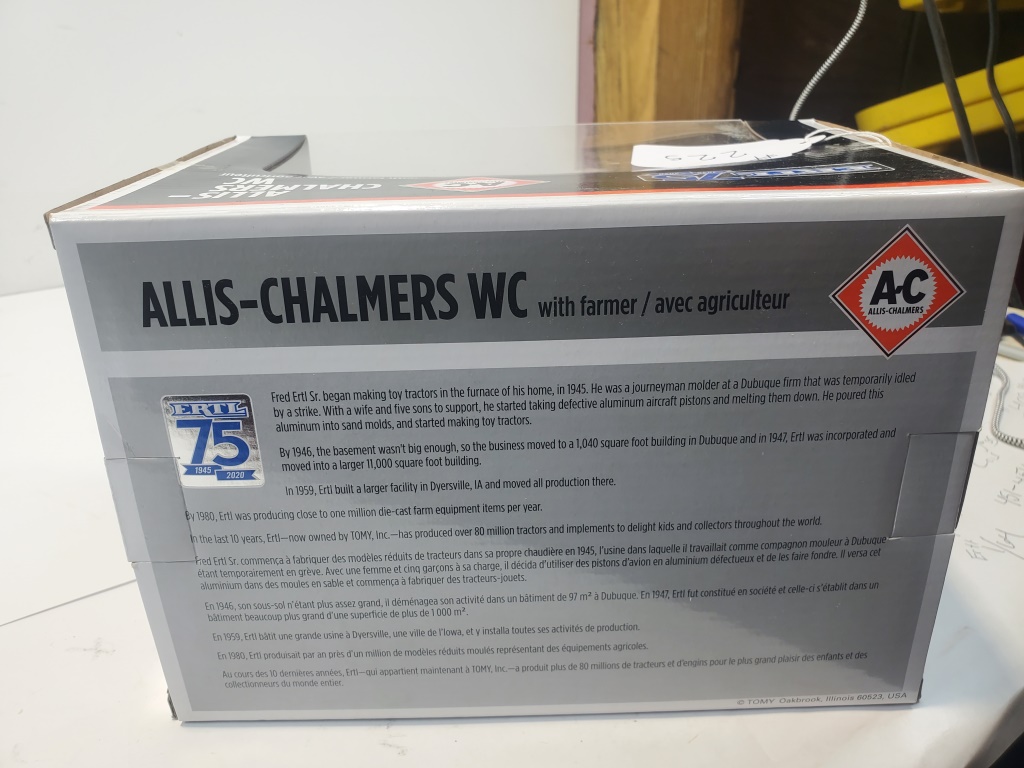 #229
ALLIS–
CHALMERS
CHALMERS
A-C
ALLIS-CHALMERS WC with farmer / avec agriculteur
A-C
ALLIS-CHALMERS
ERTL
75
1945 2020
Fred Ertl Sr. began making toy tractors in the furnace of his home, in 1945. He was a journeyman molder at a Dubuque firm that was temporarily idled
by a strike. With a wife and five sons to support, he started taking defective aluminum aircraft pistons and melting them down. He poured this
aluminum into sand molds, and started making toy tractors.
By 1946, the basement wasn't big enough, so the business moved to a 1,040 square foot building in Dubuque and in 1947, Ertl was incorporated and
moved into a larger 11,000 square foot building.
In 1959, Ertl built a larger facility in Dyersville, IA and moved all production there.
By 1980, Ertl was producing close to one million die-cast farm equipment items per year.
In the last 10 years, Ertl—now owned by TOMY, Inc.—has produced over 80 million tractors and implements to delight kids and collectors throughout the world.
Fred Ertl Sr. commença à fabriquer des modèles réduits de tracteurs dans sa propre chaudière en 1945, l'usine dans laquelle il travaillait comme compagnon mouleur à Dubuque
étant temporairement en grève. Avec une femme et cinq garçons à sa charge, il décida d'utiliser des pistons d'avion en aluminium défectueux et de les faire fondre. Il versa cet
aluminium dans des moules en sable et commença à fabriquer des tracteurs-jouets.
En 1946, son sous-sol n'étant plus assez grand, il déménagea son activité dans un bâtiment de 97 m² à Dubuque. En 1947, Ertl fut constitué en société et celle-ci s'établit dans un
bâtiment beaucoup plus grand d'une superficie de plus de 1 000 m².
En 1959, Ertl bâtit une grande usine à Dyersville, une ville de l'Iowa, et y installa toutes ses activités de production.
En 1980, Ertl produisait par an près d'un million de modèles réduits moulés représentant des équipements agricoles.
Au cours des 10 dernières années, Ertl—qui appartient maintenant à TOMY, Inc.—a produit plus de 80 millions de tracteurs et d'engins pour le plus grand plaisir des enfants et des
collectionneurs du monde entier.
© TOMY Oakbrook, Illinois 60523, USA